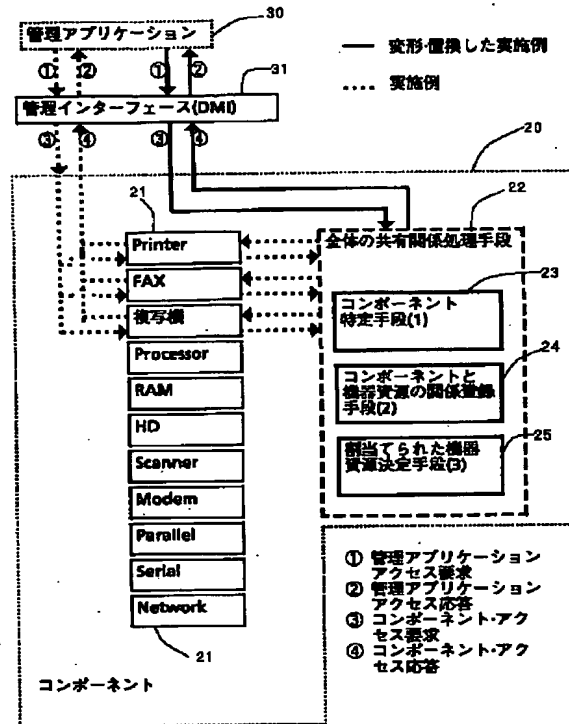 管理アプリケーション
30
① ② ① ②
31
管理インターフェース(DMI)
③ ④ ③ ④
変形・置換した実施例
実施例
20
21
22
Printer
FAX
複写機
Processor
RAM
HD
Scanner
Modem
Parallel
Serial
Network
21
コンポーネント
全体の共有関係処理手段
23
コンポーネント
特定手段(1)
24
コンポーネントと
機器資源の関係登録
手段(2)
25
割当てられた機器
資源決定手段(3)
① 管理アプリケーション
アクセス要求
② 管理アプリケーション
アクセス応答
③ コンポーネント・アク
セス要求
④ コンポーネント・アク
セス応答